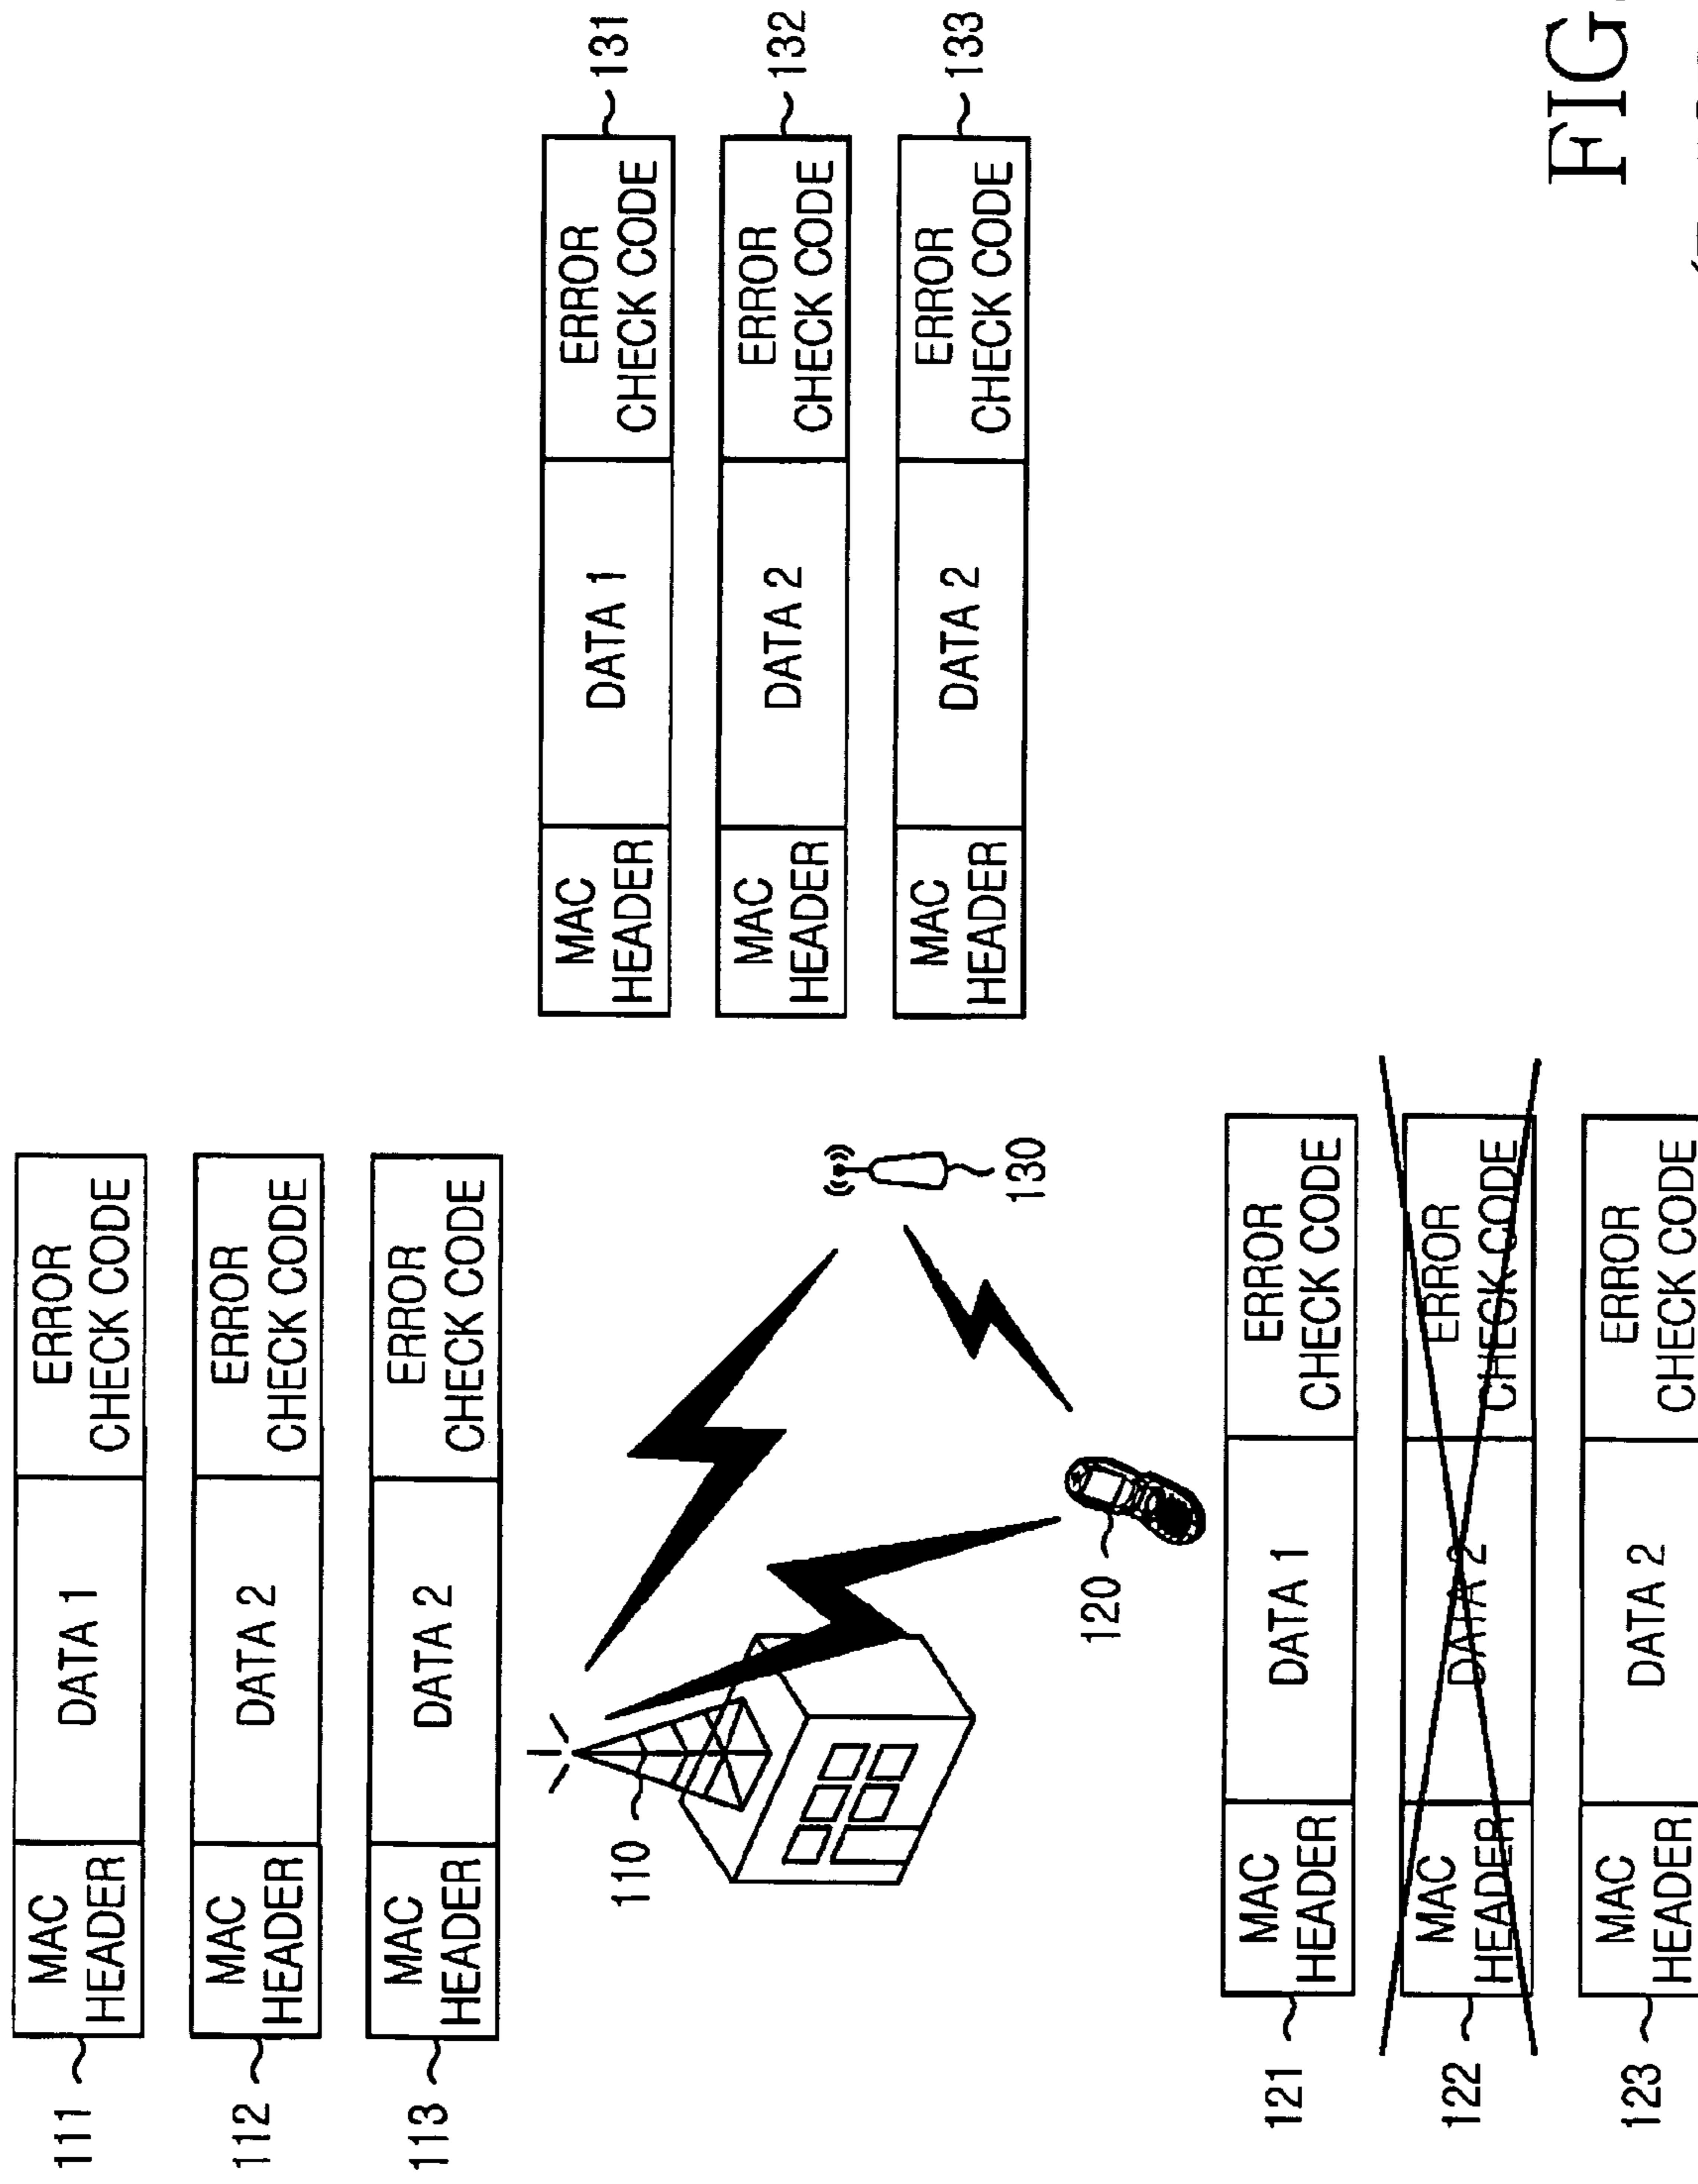 111
MAC
HEADER
DATA 1
ERROR
CHECK CODE
112
MAC
HEADER
DATA 2
ERROR
CHECK CODE
113
MAC
HEADER
DATA 2
ERROR
CHECK CODE
MAC
HEADER
DATA 1
ERROR
CHECK CODE
131
MAC
HEADER
DATA 2
ERROR
CHECK CODE
132
MAC
HEADER
DATA 2
ERROR
CHECK CODE
133
110
130
120
121
MAC
HEADER
DATA 1
ERROR
CHECK CODE
122
MAC
HEADER
DATA 2
ERROR
CHECK CODE
123
MAC
HEADER
DATA 2
ERROR
CHECK CODE
FIG.